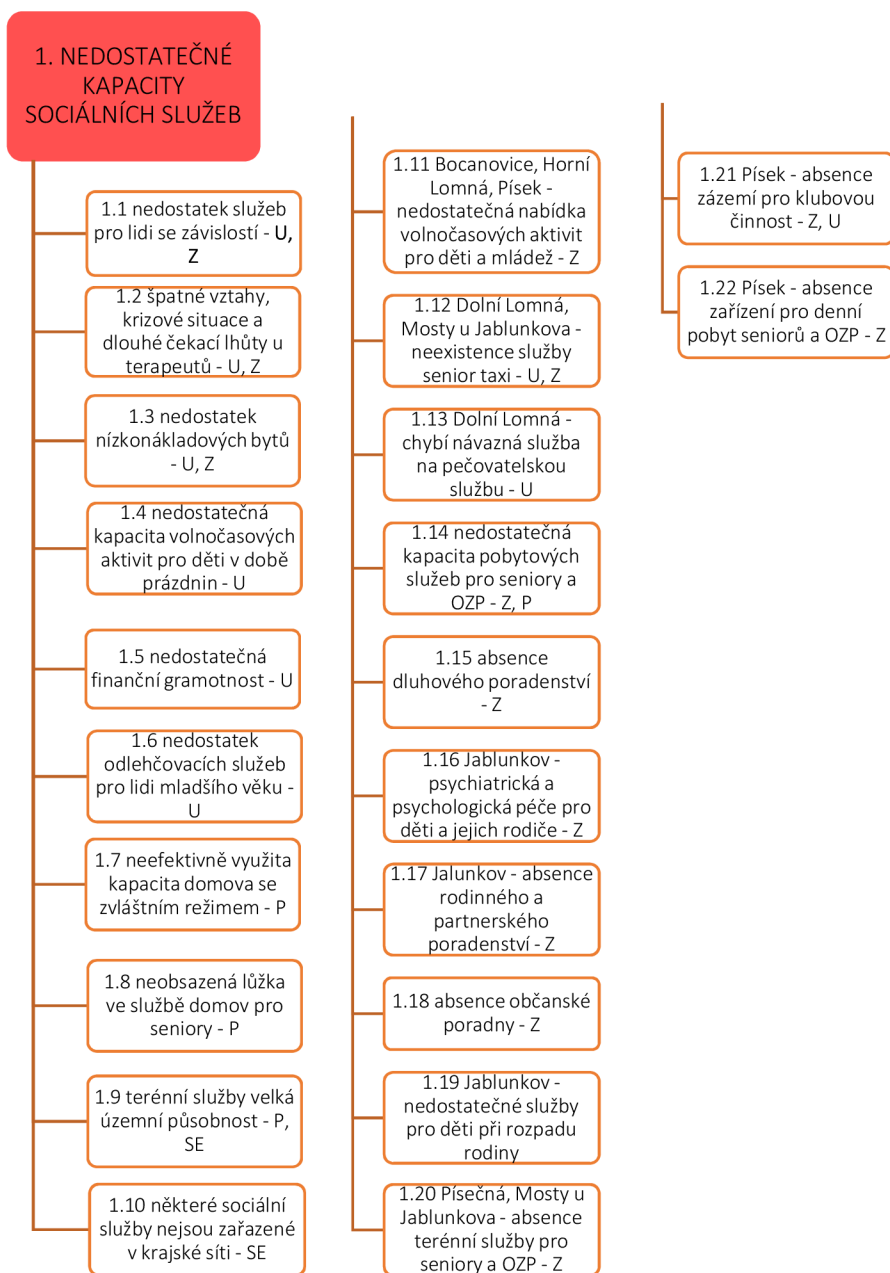 1. NEDOSTATEČNÉ
KAPACITY
SOCIÁLNÍCH SLUŽEB
1.1 nedostatek služeb
pro lidi se závislostí - U,
Z
1.2 špatné vztahy,
krizové situace a
dlouhé čekací lhůty u
terapeutů - U, Z
1.3 nedostatek
nízkonákladových bytů
- U, Z
1.4 nedostatečná
kapacita volnočasových
aktivit pro děti v době
prázdnin - U
1.5 nedostatečná
finanční gramotnost - U
1.6 nedostatek
odlehčovacích služeb
pro lidi mladšího věku -
U
1.7 neefektivně využita
kapacita domova se
zvláštním režimem - P
1.8 neobsazená lůžka
ve službě domov pro
seniory - P
1.9 terénní služby velká
územní působnost - P,
SE
1.10 některé sociální
služby nejsou zařazené
v krajské síti - SE
1.11 Bocanovice, Horní
Lomná, Písek -
nedostatečná nabídka
volnočasových aktivit
pro děti a mládež - Z
1.12 Dolní Lomná,
Mosty u Jablunkova -
neexistence služby
senior taxi - U, Z
1.13 Dolní Lomná -
chybí návazná služba
na pečovatelskou
službu - U
1.14 nedostatečná
kapacita pobytových
služeb pro seniory a
OZP - Z, P
1.15 absence
dluhového poradenství
- Z
1.16 Jablunkov -
psychiatrická a
psychologická péče pro
děti a jejich rodiče - Z
1.17 Jalunkov - absence
rodinného a
partnerského
poradenství - Z
1.18 absence občanské
poradny - Z
1.19 Jablunkov -
nedostatečné služby
pro děti při rozpadu
rodiny
1.20 Písečná, Mosty u
Jablunkova - absence
terénní služby pro
seniory a OZP - Z
1.21 Písek - absence
zázemí pro klubovou
činnost - Z, U
1.22 Písek - absence
zařízení pro denní
pobyt seniorů a OZP - Z